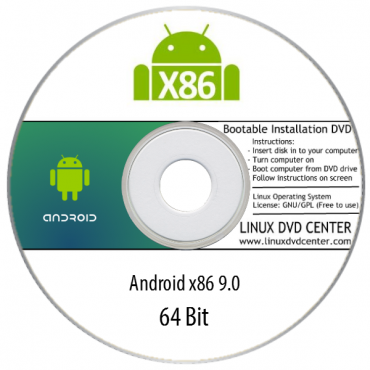 X86
Bootable Installation DVD
Instructions:
- Insert disk in to your computer
- Turn computer on
- Boot computer from DVD drive
Follow Instructions on screen
Linux Operating System
License: GNU/GPL (Free to use)
LINUX DVD CENTER
www.linuxdvdcenter.com
ANDROID
Android x86 9.0
64 Bit